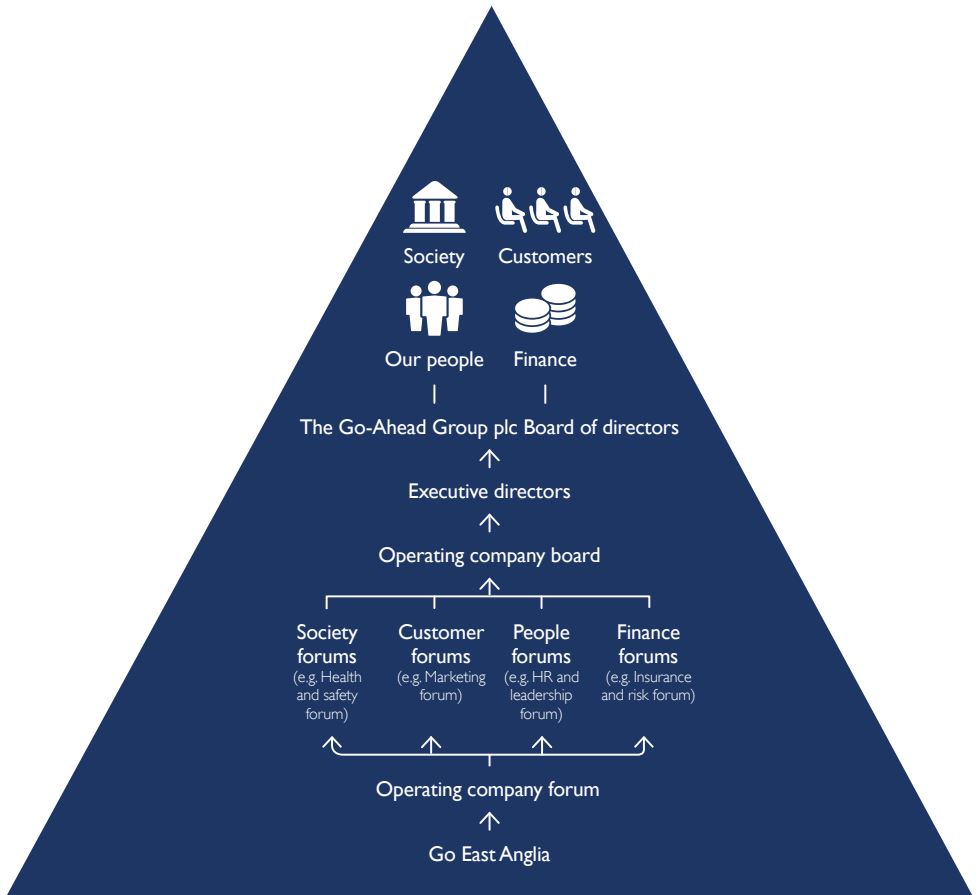 Society Customers
Our people Finance
The Go-Ahead Group plc Board of directors
Executive directors
Operating company board
Society
forums
(e.g. Health
and safety
forum)
Customer
forums
(e.g. Marketing
forum)
People
forums
(e.g. HR and
leadership
forum)
Finance
forums
(e.g. Insurance
and risk forum)
Operating company forum
Go East Anglia